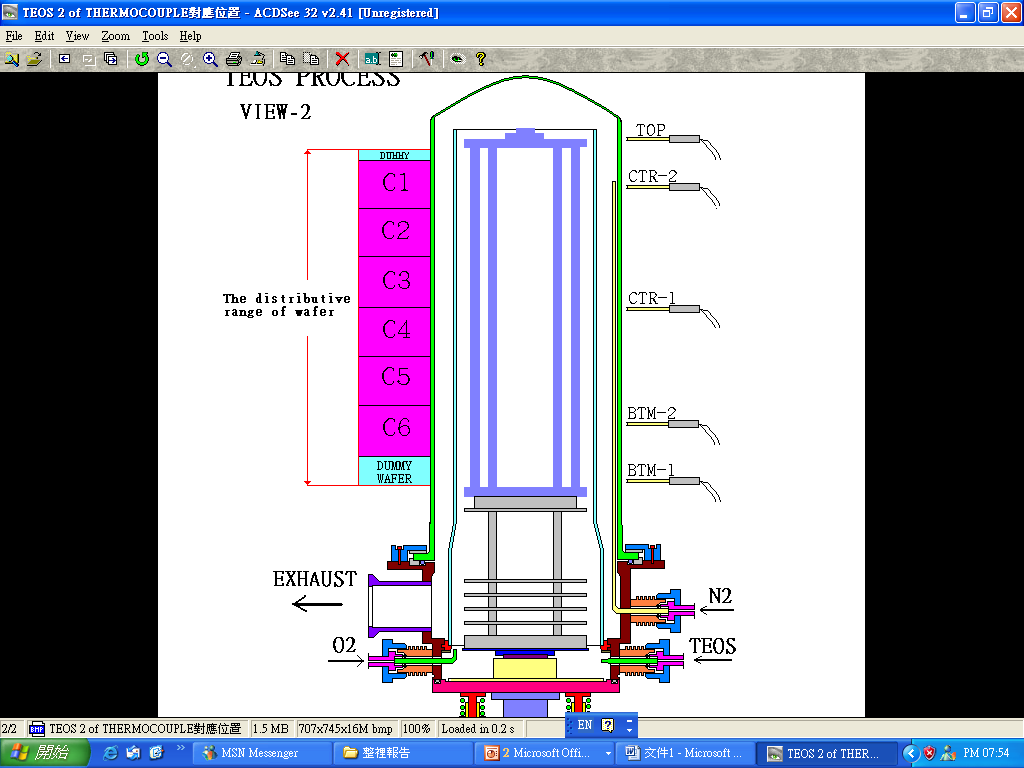 TEOS 2 of THERMOCOUPLE對應位置 - ACDSee 32 v2.41 [Unregistered]
File Edit View Zoom Tools Help
TEOS PROCESS
VIEW-2
DUMMY
C1
C2
C3
C4
C5
C6
DUMMY
WAFER
The distributive
range of wafer
TOP
CTR-2
CTR-1
BTM-2
BTM-1
EXHAUST
N2
O2
TEOS
2/2 BMP TEOS 2 of THERMOCOUPLE對應位置 1.5 MB 707x745x16M bmp 100% Loaded in 0.2 s
EN
開始 MSN Messenger 整裡報告 2 Microsoft Offi... 文件1 - Microsoft ... TEOS 2 of THER... PM 07:54